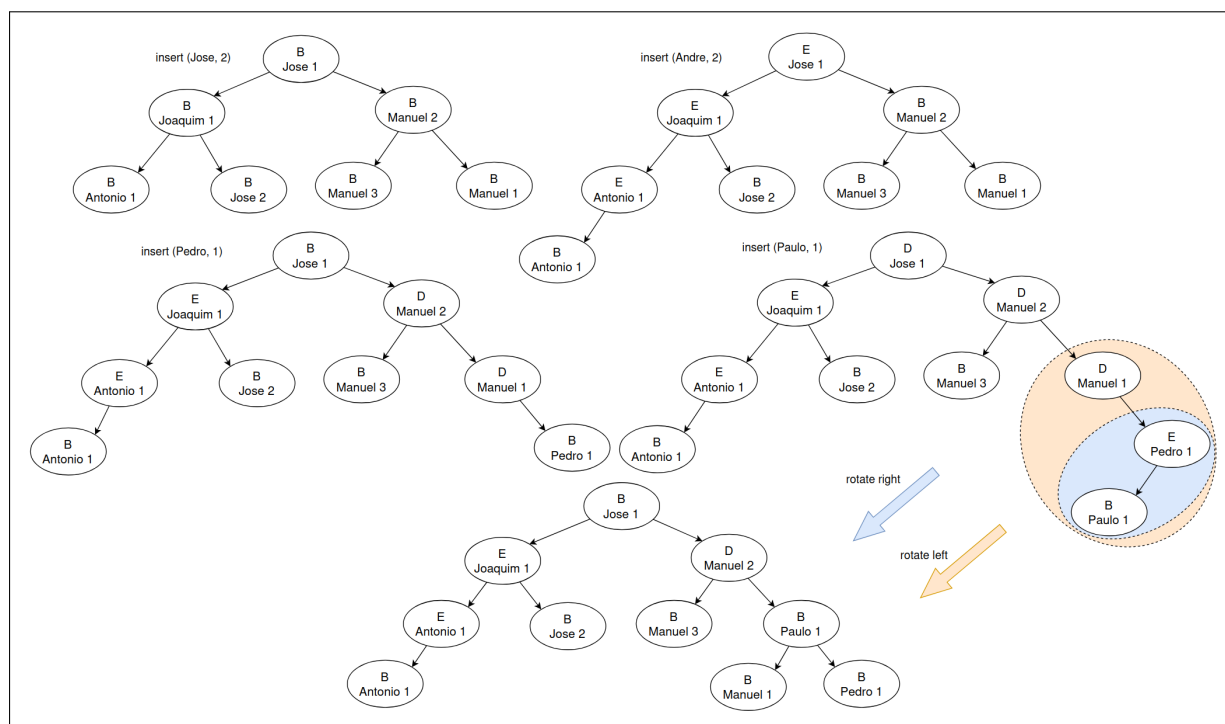 insert (Jose, 2)
B
Jose 1
B
Joaquim 1
B
Manuel 2
B
Antonio 1
B
Jose 2
B
Manuel 3
B
Manuel 1
insert (Andre, 2)
E
Jose 1
E
Joaquim 1
B
Manuel 2
E
Antonio 1
B
Jose 2
B
Manuel 3
B
Manuel 1
B
Antonio 1
insert (Pedro, 1)
B
Jose 1
E
Joaquim 1
D
Manuel 2
E
Antonio 1
B
Jose 2
B
Manuel 3
D
Manuel 1
B
Antonio 1
B
Pedro 1
insert (Paulo, 1)
D
Jose 1
E
Joaquim 1
D
Manuel 2
E
Antonio 1
B
Jose 2
B
Manuel 3
D
Manuel 1
B
Antonio 1
E
Pedro 1
B
Paulo 1
rotate right
rotate left
B
Jose 1
E
Joaquim 1
D
Manuel 2
E
Antonio 1
B
Jose 2
B
Manuel 3
B
Paulo 1
B
Antonio 1
B
Manuel 1
B
Pedro 1